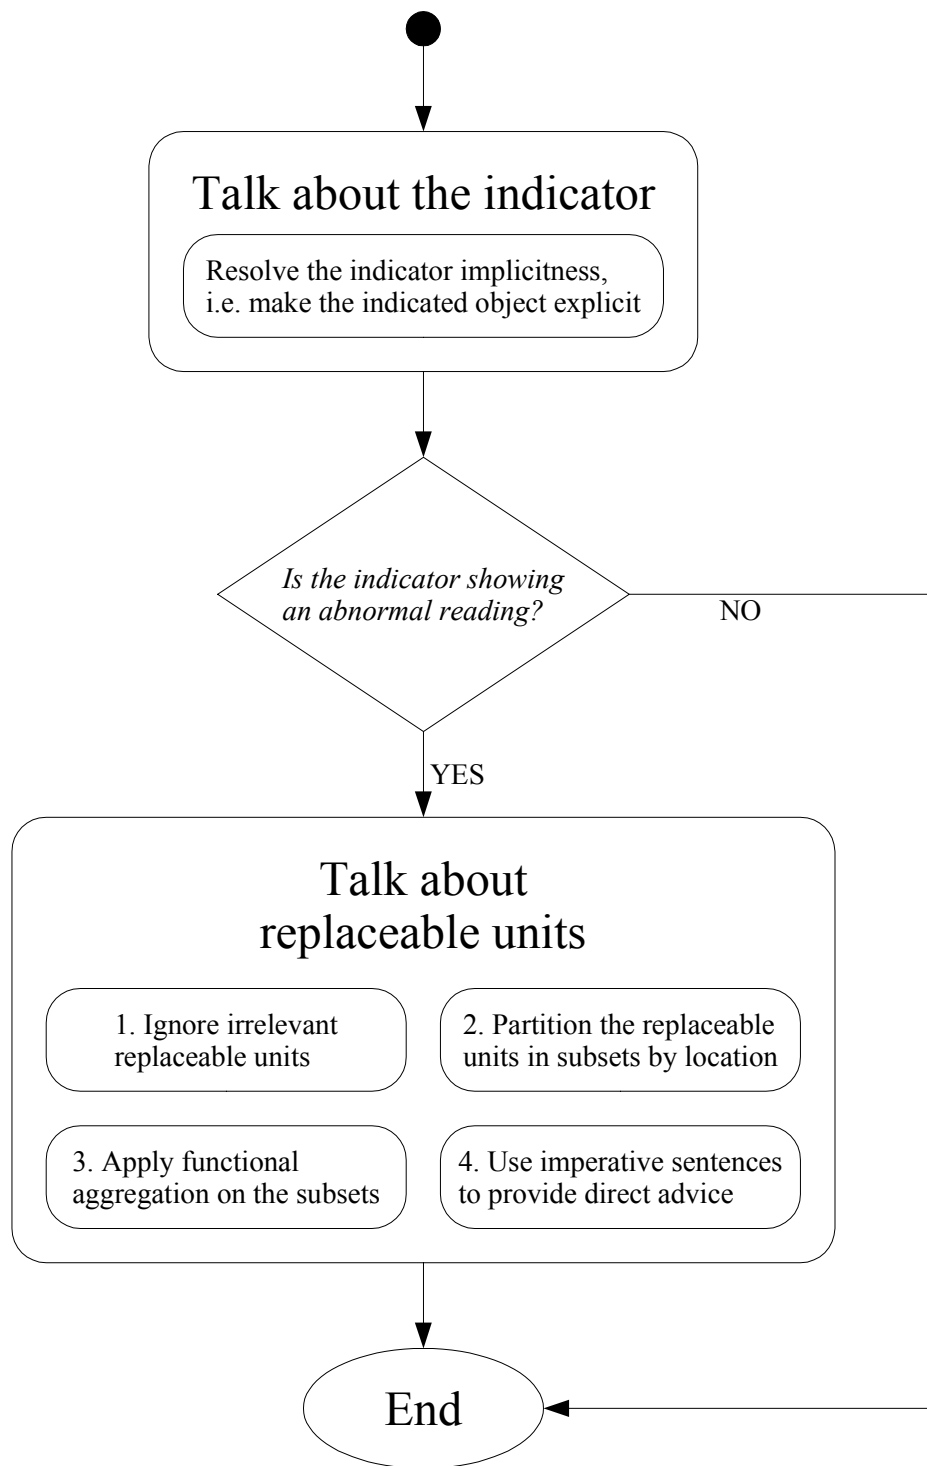 Talk about the indicator
Resolve the indicator implicitness,
i.e. make the indicated object explicit
Is the indicator showing
an abnormal reading?
NO
YES
Talk about
replaceable units
1. Ignore irrelevant
replaceable units
2. Partition the replaceable
units in subsets by location
3. Apply functional
aggregation on the subsets
4. Use imperative sentences
to provide direct advice
End